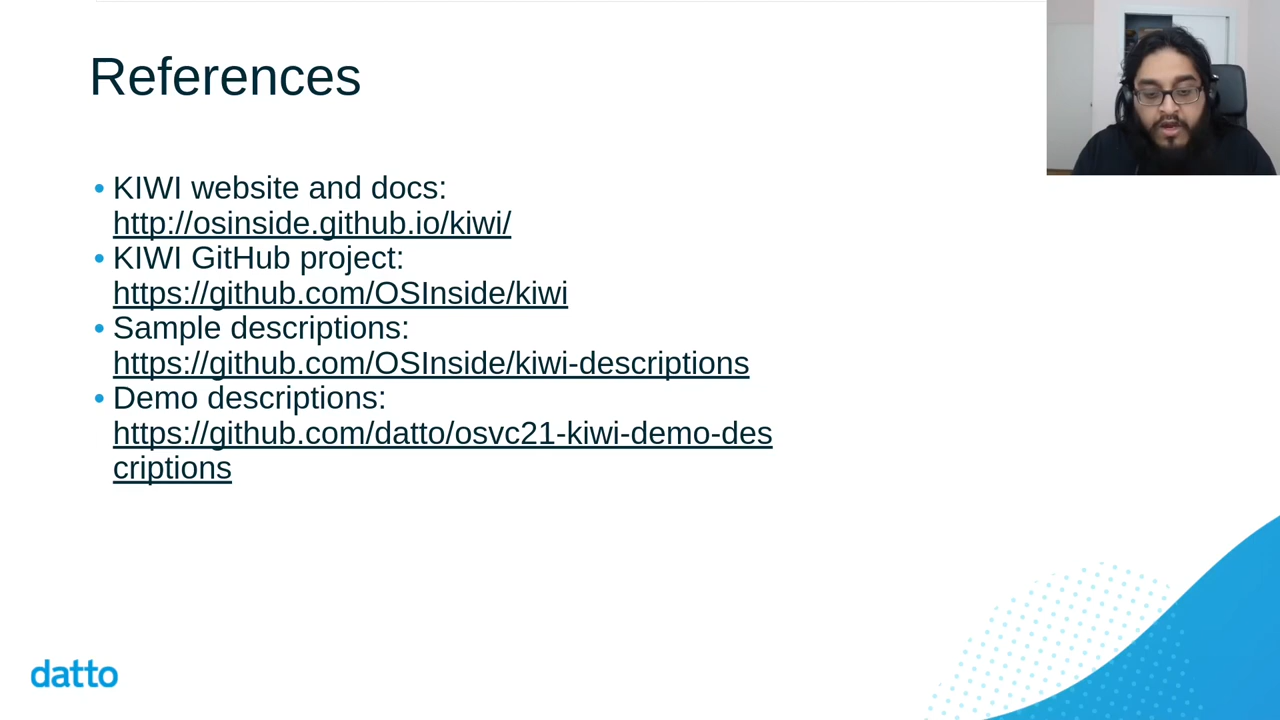 References
KIWI website and docs:
http://osinside.github.io/kiwi/
KIWI GitHub project:
https://github.com/OSInside/kiwi
Sample descriptions:
https://github.com/OSInside/kiwi-descriptions
Demo descriptions:
https://github.com/datto/osvc21-kiwi-demo-des
criptions
datto